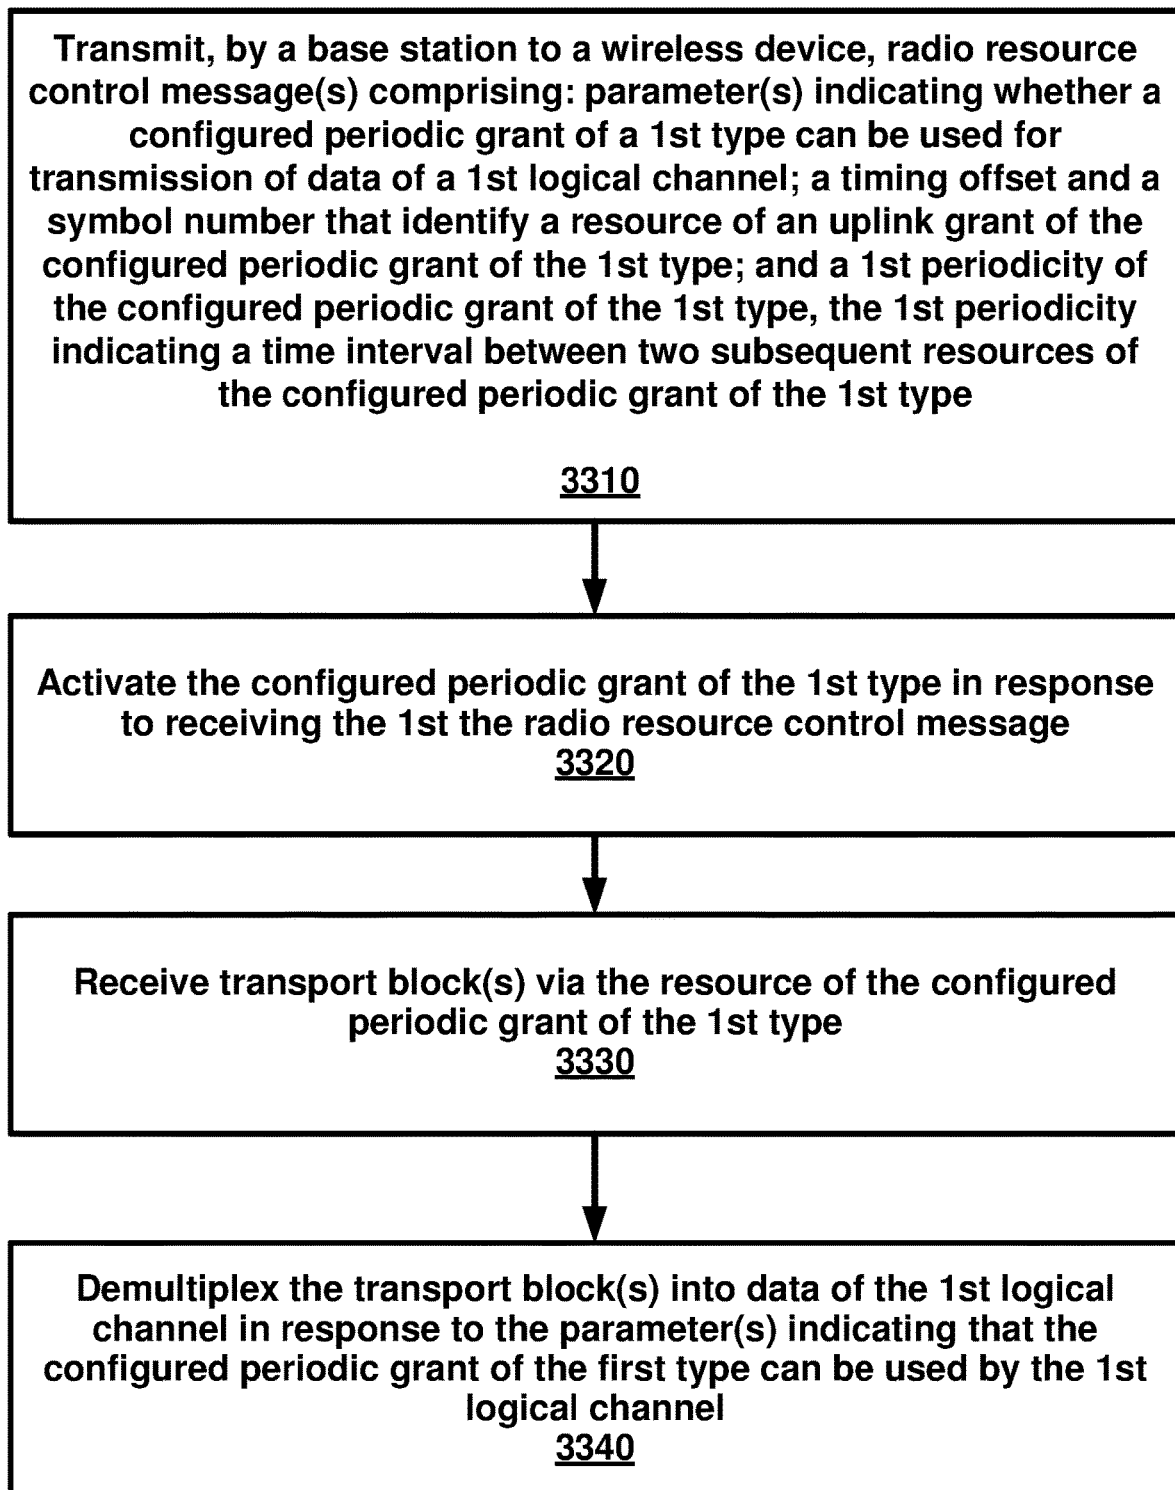 Transmit, by a base station to a wireless device, radio resource
control message(s) comprising: parameter(s) indicating whether a
configured periodic grant of a 1st type can be used for
transmission of data of a 1st logical channel; a timing offset and a
symbol number that identify a resource of an uplink grant of the
configured periodic grant of the 1st type; and a 1st periodicity of
the configured periodic grant of the 1st type, the 1st periodicity
indicating a time interval between two subsequent resources of
the configured periodic grant of the 1st type
3310
Activate the configured periodic grant of the 1st type in response
to receiving the 1st the radio resource control message
3320
Receive transport block(s) via the resource of the configured
periodic grant of the 1st type
3330
Demultiplex the transport block(s) into data of the 1st logical
channel in response to the parameter(s) indicating that the
configured periodic grant of the first type can be used by the 1st
logical channel
3340